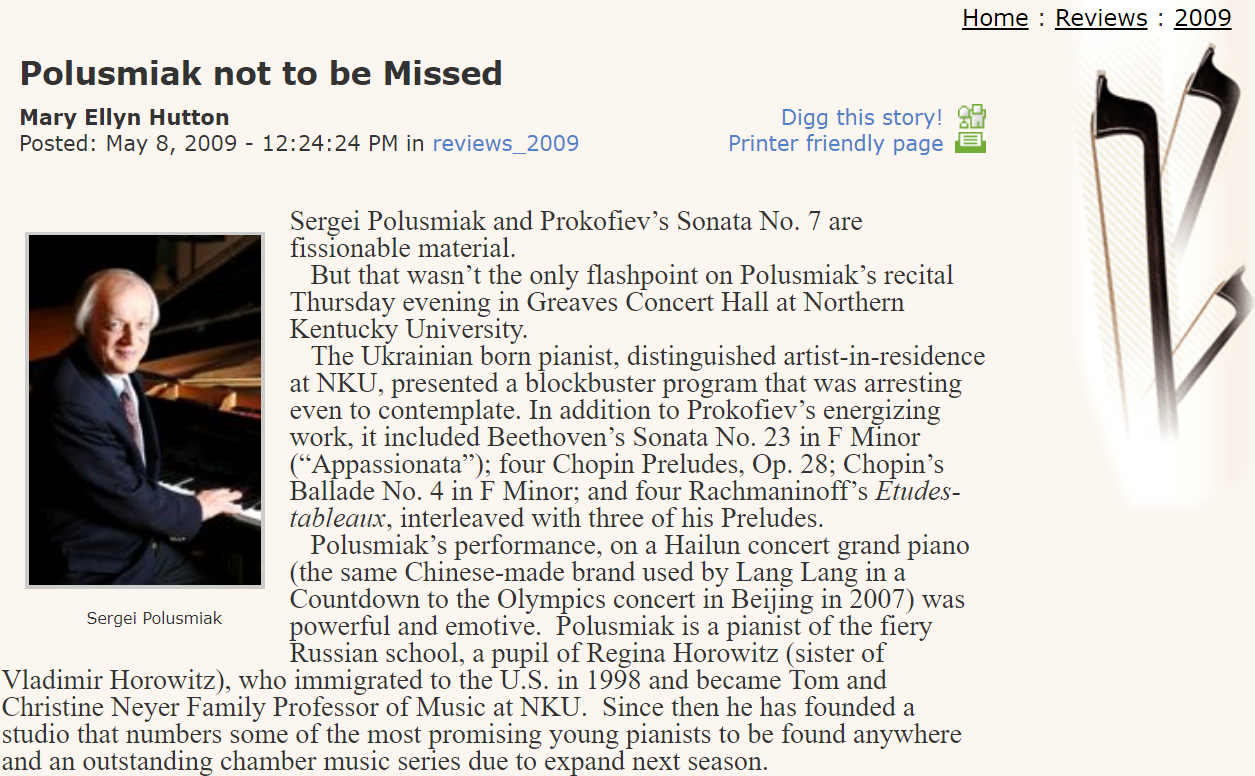 Home : Reviews : 2009
Polusmiak not to be Missed
Mary Ellyn Hutton
Digg this story!
Posted: May 8, 2009 - 12:24:24 PM in reviews_2009
Printer friendly page
Sergei Polusmiak and Prokofiev’s Sonata No. 7 are
fissionable material.
But that wasn’t the only flashpoint on Polusmiak’s recital
Thursday evening in Greaves Concert Hall at Northern
Kentucky University.
The Ukrainian born pianist, distinguished artist-in-residence
at NKU, presented a blockbuster program that was arresting
even to contemplate. In addition to Prokofiev’s energizing
work, it included Beethoven’s Sonata No. 23 in F Minor
(“Appassionata”); four Chopin Preludes, Op. 28; Chopin’s
Ballade No. 4 in F Minor; and four Rachmaninoff’s Etudes-
tableaux, interleaved with three of his Preludes.
Polusmiak’s performance, on a Hailun concert grand piano
(the same Chinese-made brand used by Lang Lang in a
Countdown to the Olympics concert in Beijing in 2007) was
powerful and emotive.  Polusmiak is a pianist of the fiery
Russian school, a pupil of Regina Horowitz (sister of
Vladimir Horowitz), who immigrated to the U.S. in 1998 and became Tom and
Christine Neyer Family Professor of Music at NKU.  Since then he has founded a
studio that numbers some of the most promising young pianists to be found anywhere
and an outstanding chamber music series due to expand next season.
Sergei Polusmiak